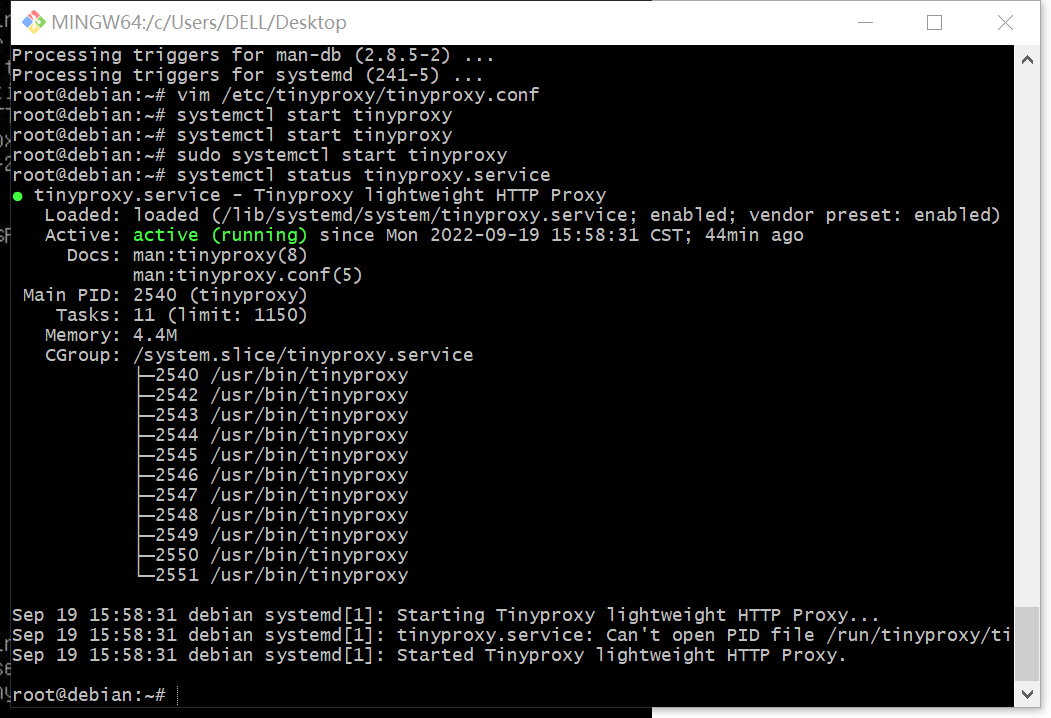 MINGW64:/c/Users/DELL/Desktop
Processing triggers for man-db (2.8.5-2) ...
Processing triggers for systemd (241-5) ...
root@debian:~# vim /etc/tinyproxy/tinyproxy.conf
root@debian:~# systemctl start tinyproxy
root@debian:~# systemctl start tinyproxy
root@debian:~# sudo systemctl start tinyproxy
root@debian:~# systemctl status tinyproxy.service
● tinyproxy.service - Tinyproxy lightweight HTTP Proxy
   Loaded: loaded (/lib/systemd/system/tinyproxy.service; enabled; vendor preset: enabled)
   Active: active (running) since Mon 2022-09-19 15:58:31 CST; 44min ago
     Docs: man:tinyproxy(8)
           man:tinyproxy.conf(5)
 Main PID: 2540 (tinyproxy)
    Tasks: 11 (limit: 1150)
   Memory: 4.4M
   CGroup: /system.slice/tinyproxy.service
           ├─2540 /usr/bin/tinyproxy
           ├─2542 /usr/bin/tinyproxy
           ├─2543 /usr/bin/tinyproxy
           ├─2544 /usr/bin/tinyproxy
           ├─2545 /usr/bin/tinyproxy
           ├─2546 /usr/bin/tinyproxy
           ├─2547 /usr/bin/tinyproxy
           ├─2548 /usr/bin/tinyproxy
           ├─2549 /usr/bin/tinyproxy
           ├─2550 /usr/bin/tinyproxy
           └─2551 /usr/bin/tinyproxy
Sep 19 15:58:31 debian systemd[1]: Starting Tinyproxy lightweight HTTP Proxy...
Sep 19 15:58:31 debian systemd[1]: tinyproxy.service: Can't open PID file /run/tinyproxy/ti
Sep 19 15:58:31 debian systemd[1]: Started Tinyproxy lightweight HTTP Proxy.
root@debian:~#